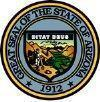 GREAT SEAL OF THE STATE OF ARIZONA
DITAT DEUS
1912